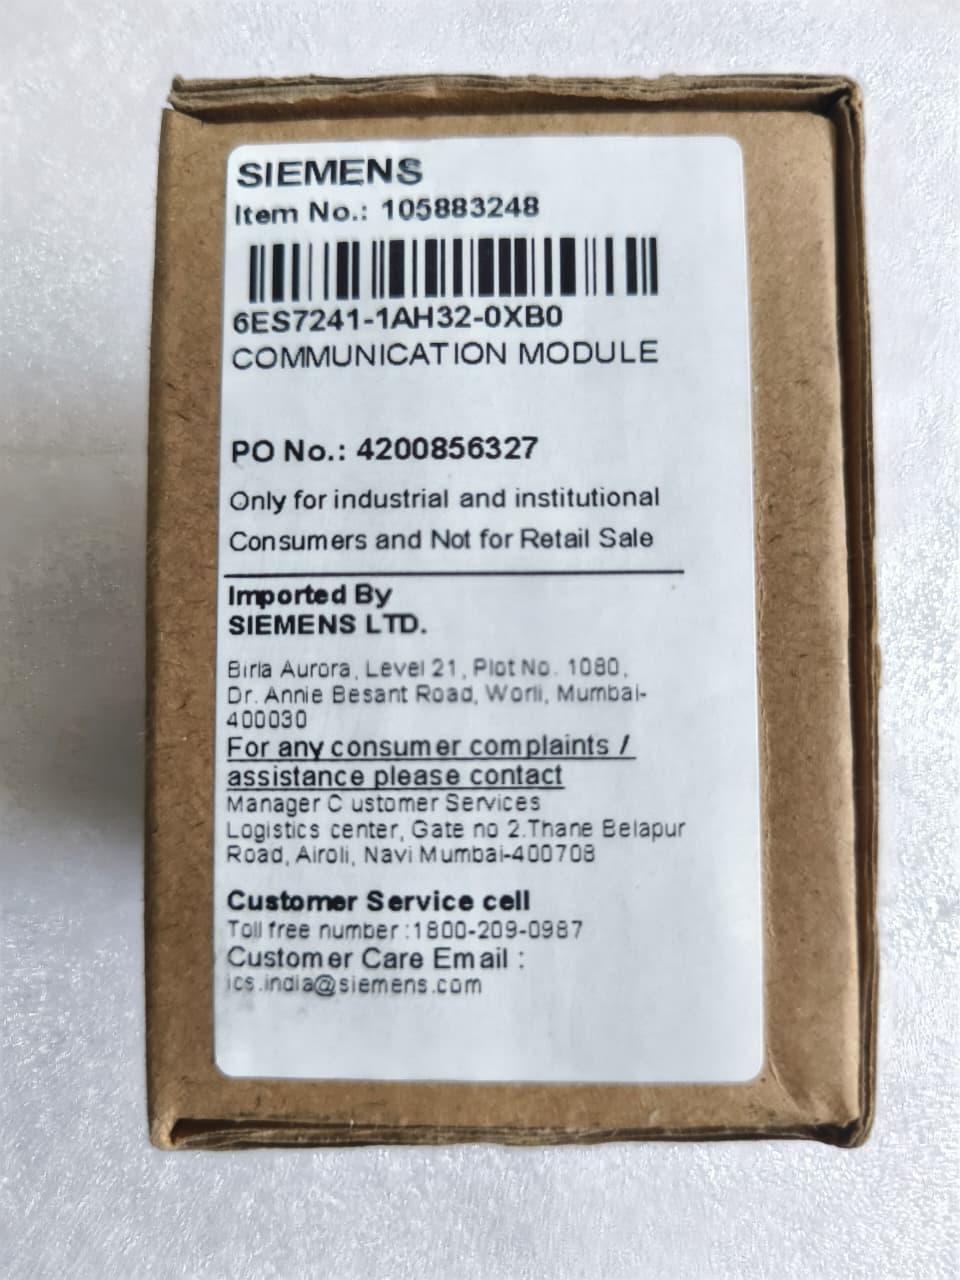 SIEMENS
Item No.: 105883248
6ES7241-1AH32-0XB0
COMMUNICATION MODULE
PO No.: 4200856327
Only for industrial and institutional
Consumers and Not for Retail Sale
Imported By
SIEMENS LTD.
Birla Aurora, Level 21, Plot No. 1080,
Dr. Annie Besant Road, Worli, Mumbai-
400030
For any consumer complaints /
assistance please contact
Manager C ustomer Services
Logistics center, Gate no 2.Thane Belapur
Road, Airoli, Navi Mumbai-400708
Customer Service cell
Toll free number :1800-209-0987
Customer Care Email :
ics.india@siemens.com